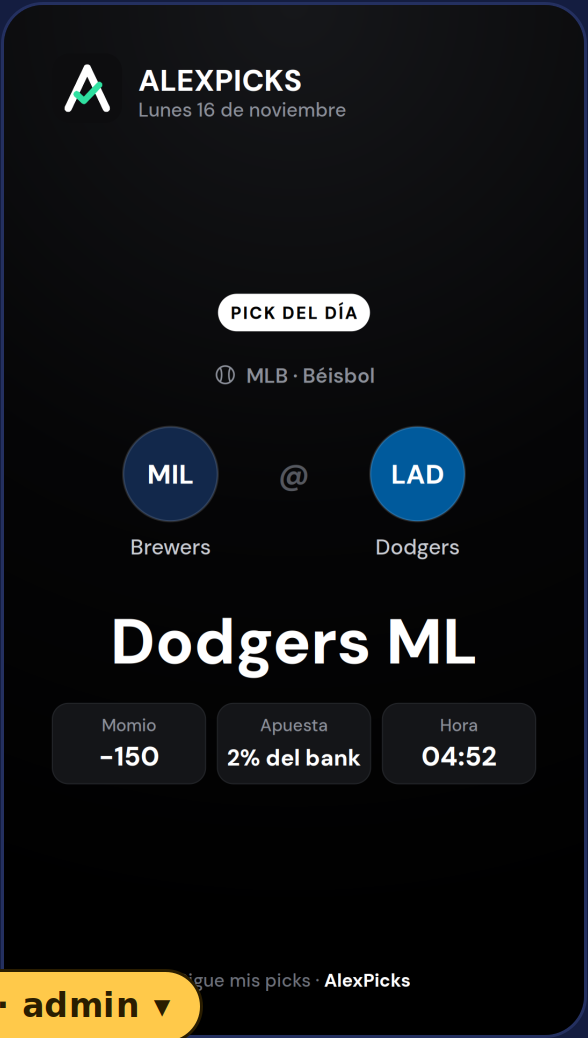 ALEXPICKS
Lunes 16 de noviembre
PICK DEL DÍA
MLB · Béisbol
MIL @ LAD
Brewers Dodgers
Dodgers ML
Momio Apuesta Hora
-150 2% del bank 04:52
igue mis picks · AlexPicks
· admin ▼